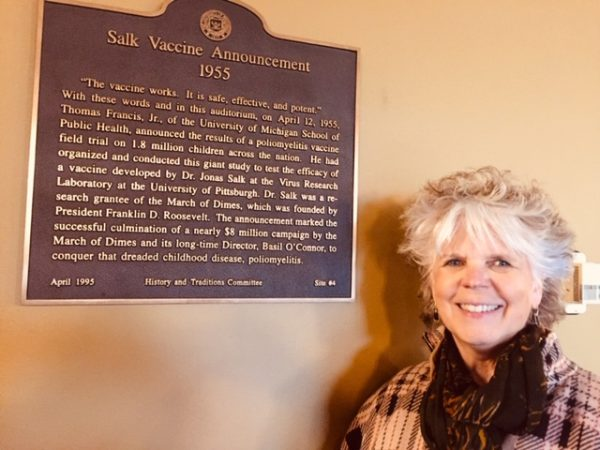 Salk Vaccine Announcement
1955
"The vaccine works. It is safe, effective, and potent."
With these words and in this auditorium, on April 12, 1955,
Thomas Francis, Jr., of the University of Michigan School of
Public Health, announced the results of a poliomyelitis vaccine
field trial on 1.8 million children across the nation. He had
organized and conducted this giant study to test the efficacy of
a vaccine developed by Dr. Jonas Salk at the Virus Research
Laboratory at the University of Pittsburgh. Dr. Salk was a re-
search grantee of the March of Dimes, which was founded by
President Franklin D. Roosevelt. The announcement marked the
successful culmination of a nearly $8 million campaign by the
March of Dimes and its long-time Director, Basil O'Connor, to
conquer that dreaded childhood disease, poliomyelitis.
April 1995 History and Traditions Committee Site #4